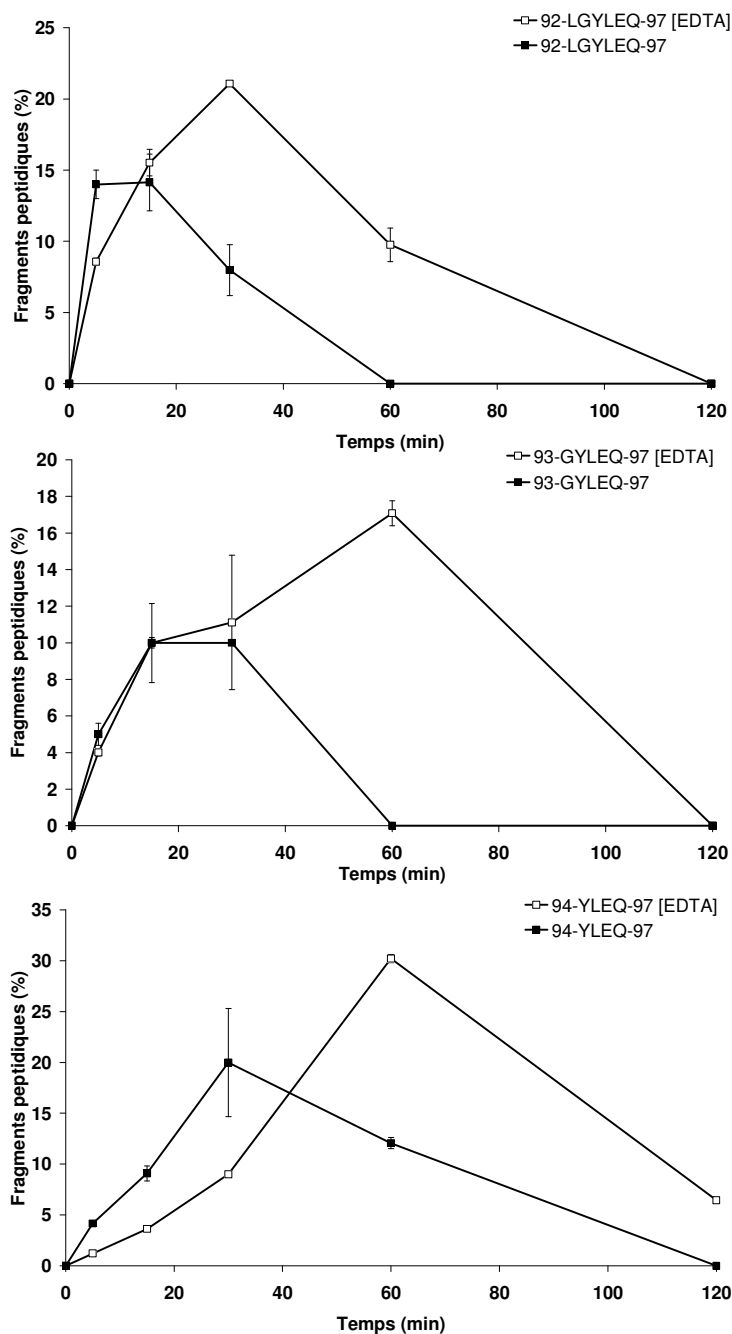 92-LGYLEQ-97 [EDTA]
92-LGYLEQ-97
Fragments peptidiques (%)
25
20
15
10
5
0
0 20 40 60 80 100 120
Temps (min)
93-GYLEQ-97 [EDTA]
93-GYLEQ-97
Fragments peptidiques (%)
20
18
16
14
12
10
8
6
4
2
0
0 20 40 60 80 100 120
Temps (min)
94-YLEQ-97 [EDTA]
94-YLEQ-97
Fragments peptidiques (%)
35
30
25
20
15
10
5
0
0 20 40 60 80 100 120
Temps (min)